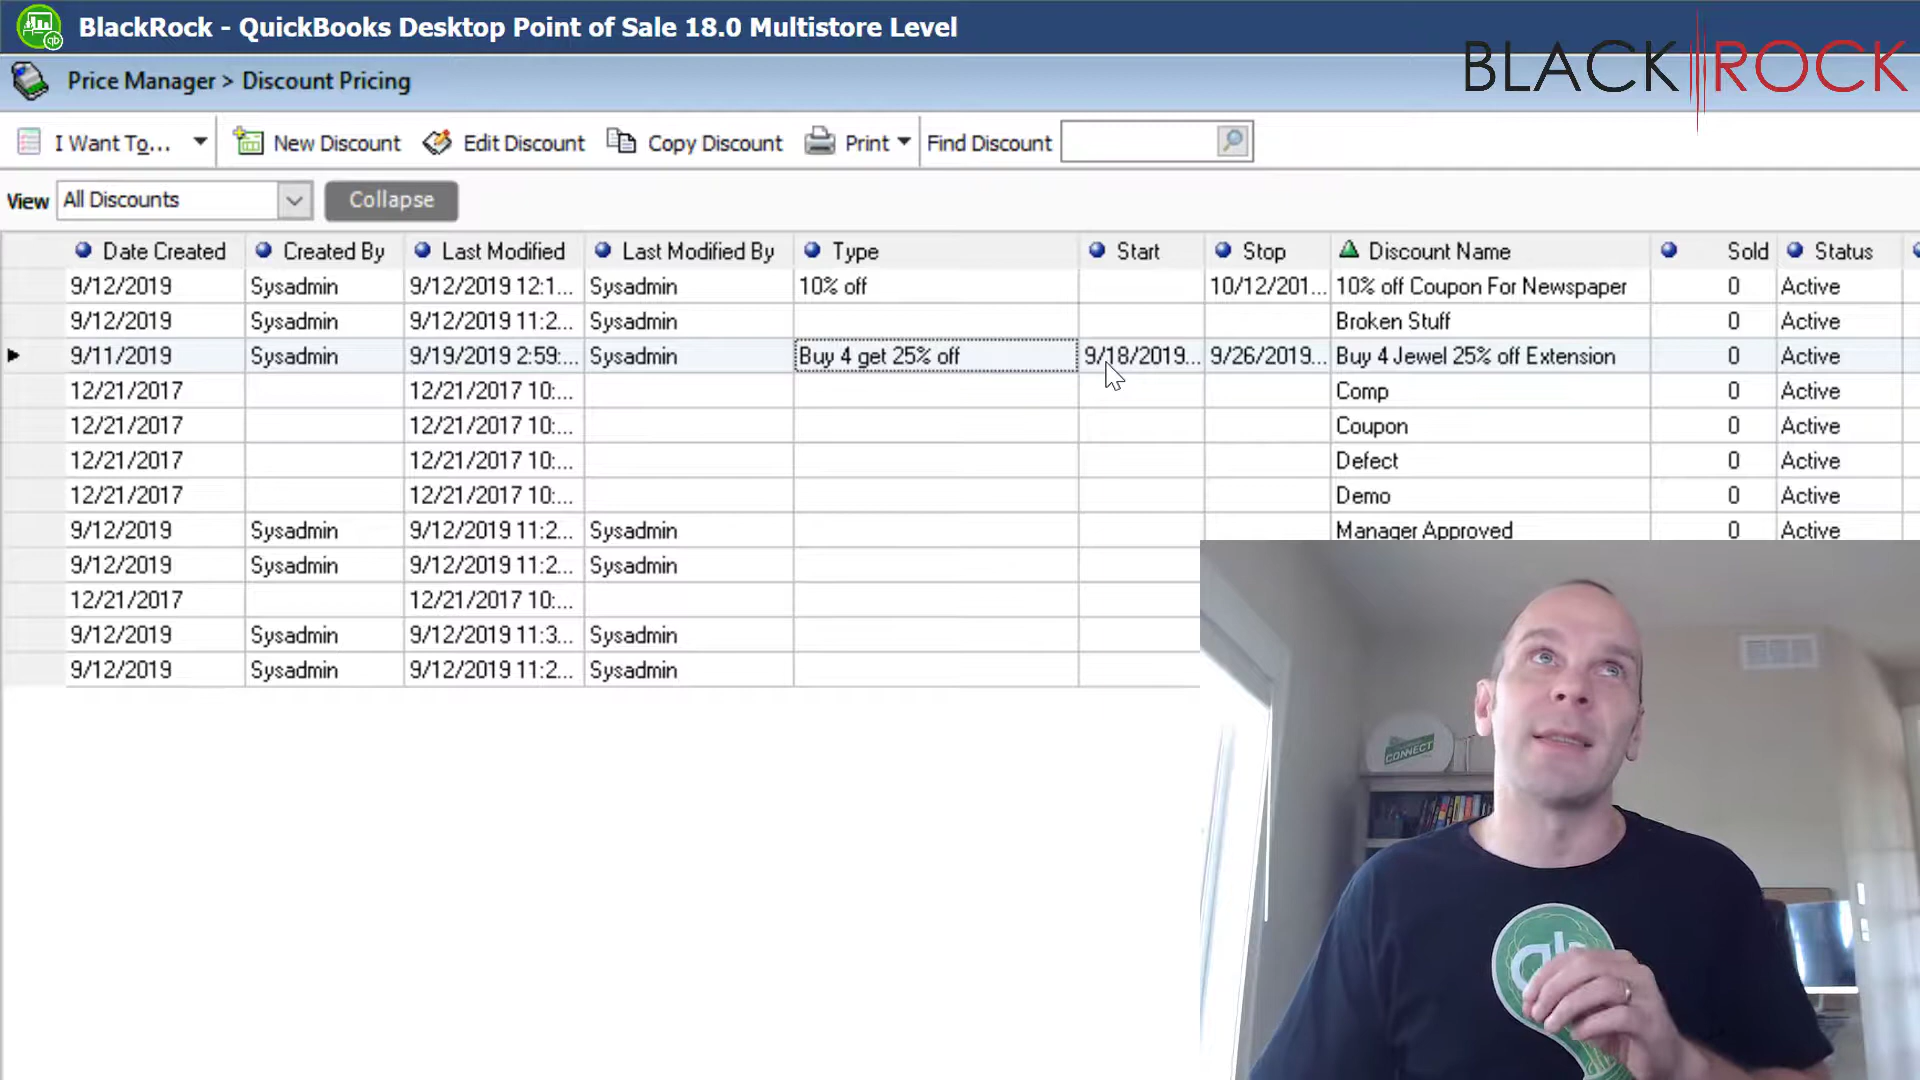 BlackRock - QuickBooks Desktop Point of Sale 18.0 Multistore Level
BLACK ROCK
Price Manager > Discount Pricing
I Want To... New Discount Edit Discount Copy Discount Print Find Discount
View All Discounts Collapse
Date Created Created By Last Modified Last Modified By Type Start Stop Discount Name Sold Status
9/12/2019 Sysadmin 9/12/2019 12:1... Sysadmin 10% off 10/12/201... 10% off Coupon For Newspaper 0 Active
9/12/2019 Sysadmin 9/12/2019 11:2... Sysadmin Broken Stuff 0 Active
9/11/2019 Sysadmin 9/19/2019 2:59:... Sysadmin Buy 4 get 25% off 9/18/2019... 9/26/2019... Buy 4 Jewel 25% off Extension 0 Active
12/21/2017 12/21/2017 10:... Comp 0 Active
12/21/2017 12/21/2017 10:... Coupon 0 Active
12/21/2017 12/21/2017 10:... Defect 0 Active
12/21/2017 12/21/2017 10:... Demo 0 Active
9/12/2019 Sysadmin 9/12/2019 11:2... Sysadmin Manager Approved 0 Active
9/12/2019 Sysadmin 9/12/2019 11:2... Sysadmin
12/21/2017 12/21/2017 10:...
9/12/2019 Sysadmin 9/12/2019 11:3... Sysadmin
9/12/2019 Sysadmin 9/12/2019 11:2... Sysadmin
CONNECT
qb